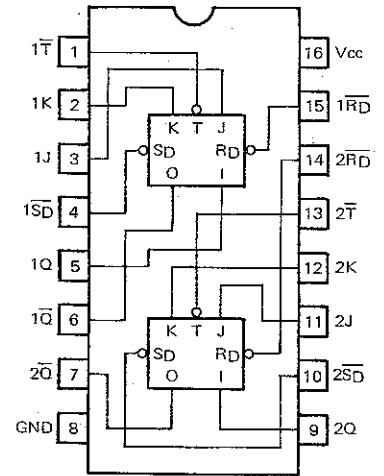 1T̅ 1 16 Vcc
1K 2 15 1R̅D̅
1J 3 14 2R̅D̅
K T J
SD RD
O I
1S̅D̅ 4 13 2T̅
1Q 5 12 2K
1Q̅ 6 11 2J
K T J
SD RD
O I
2Q̅ 7 10 2S̅D̅
GND 8 9 2Q